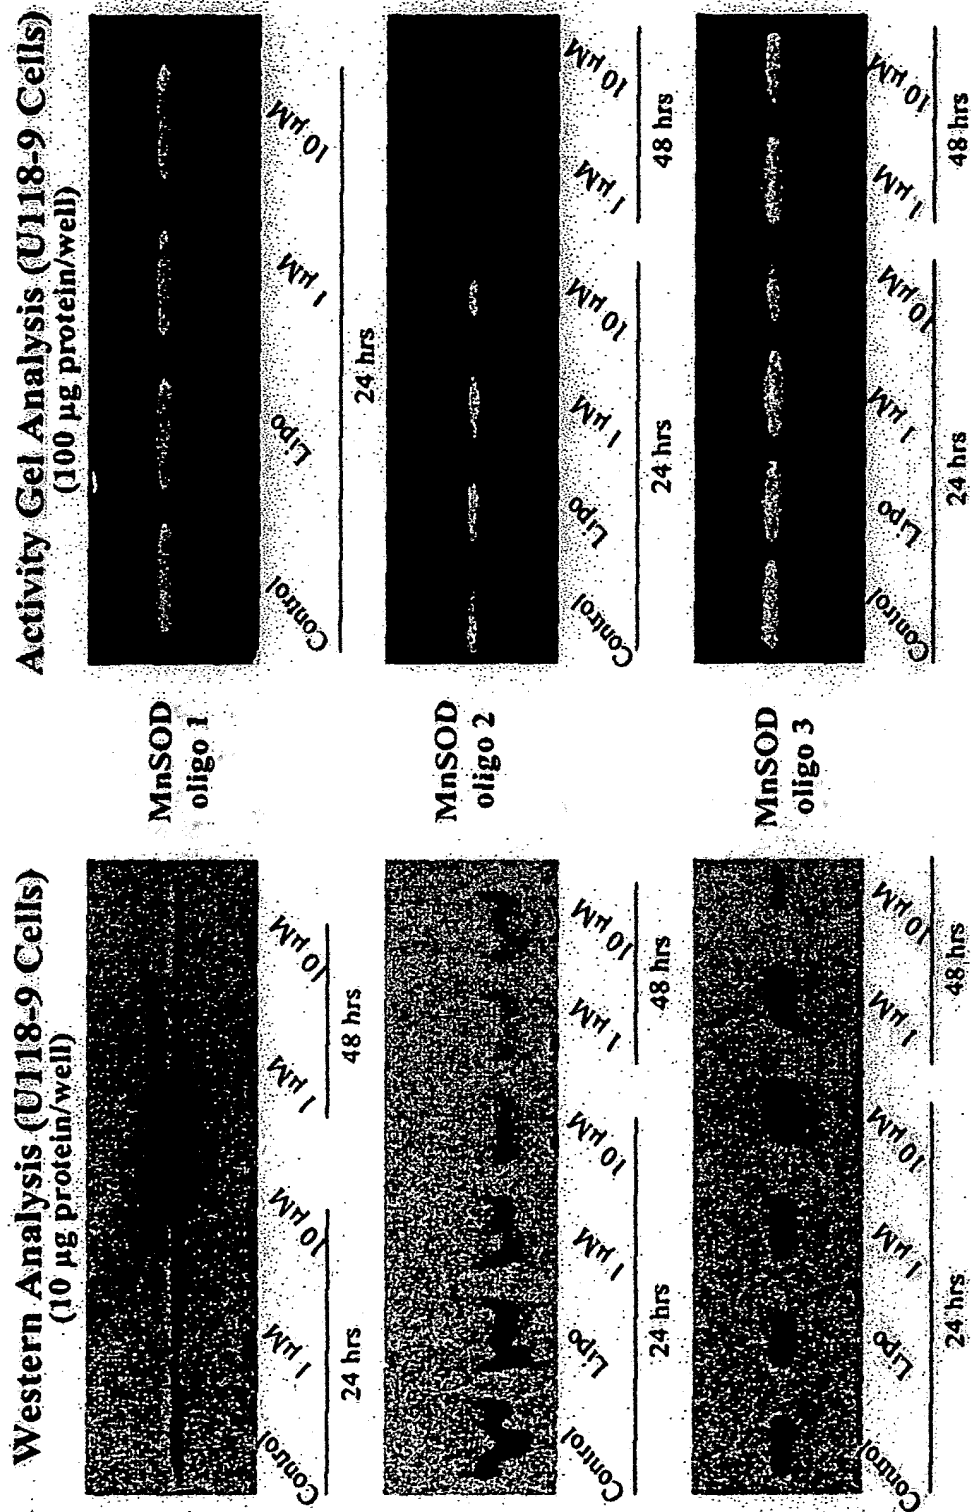 Western Analysis (U118-9 Cells)
(10 µg protein/well)
Activity Gel Analysis (U118-9 Cells)
(100 µg protein/well)
MnSOD
oligo 1
Control 1 µM 10 µM 1 µM 10 µM
24 hrs 48 hrs
Control Lipo 1 µM 10 µM
24 hrs
MnSOD
oligo 2
Control Lipo 1 µM 10 µM 1 µM 10 µM
24 hrs 48 hrs
Control Lipo 1 µM 10 µM 1 µM 10 µM
24 hrs 48 hrs
MnSOD
oligo 3
Control Lipo 1 µM 10 µM 1 µM 10 µM
24 hrs 48 hrs
Control Lipo 1 µM 10 µM 1 µM 10 µM
24 hrs 48 hrs